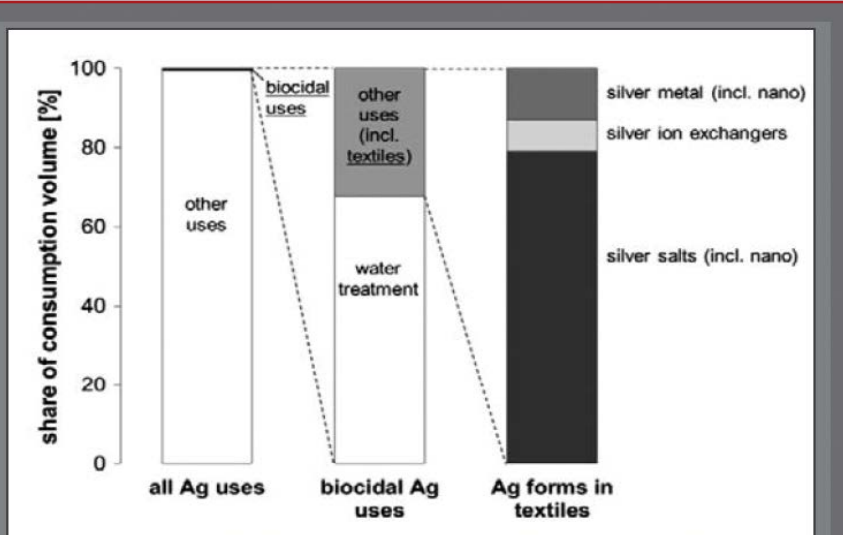 share of consumption volume [%]
100
80
60
40
20
0
other
uses
biocidal
uses
other
uses
(incl.
textiles)
water
treatment
silver metal (incl. nano)
silver ion exchangers
silver salts (incl. nano)
all Ag uses
biocidal Ag
uses
Ag forms in
textiles